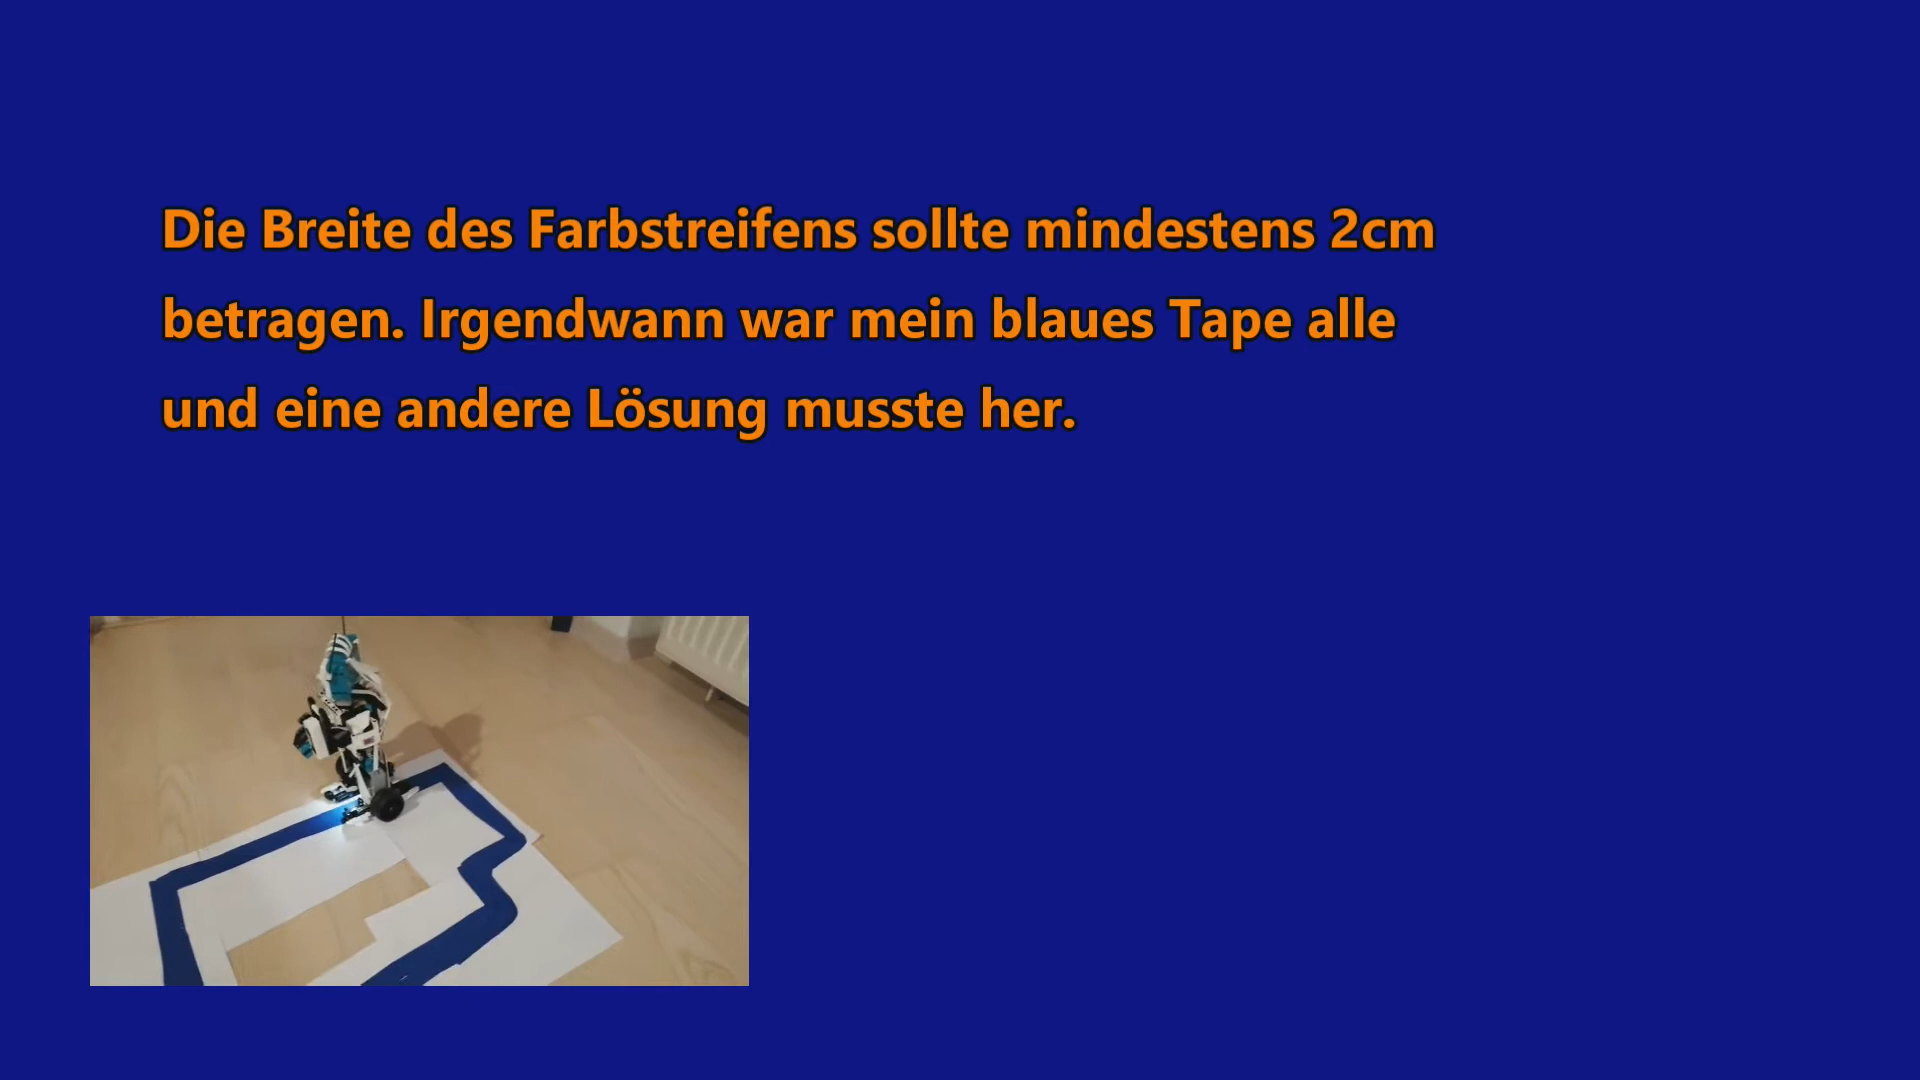 Die Breite des Farbstreifens sollte mindestens 2cm
betragen. Irgendwann war mein blaues Tape alle
und eine andere Lösung musste her.